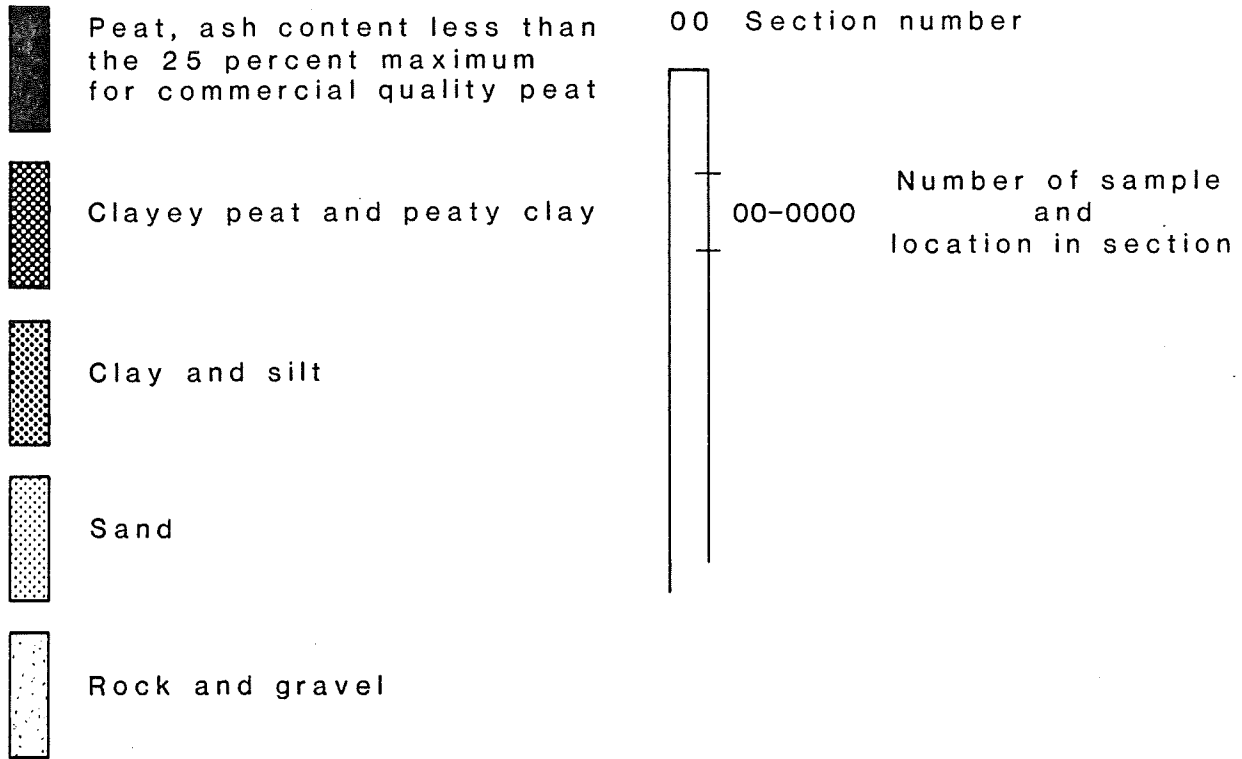 Peat, ash content less than
the 25 percent maximum
for commercial quality peat
Clayey peat and peaty clay
Clay and silt
Sand
Rock and gravel
00 Section number
00-0000
Number of sample
and
location in section